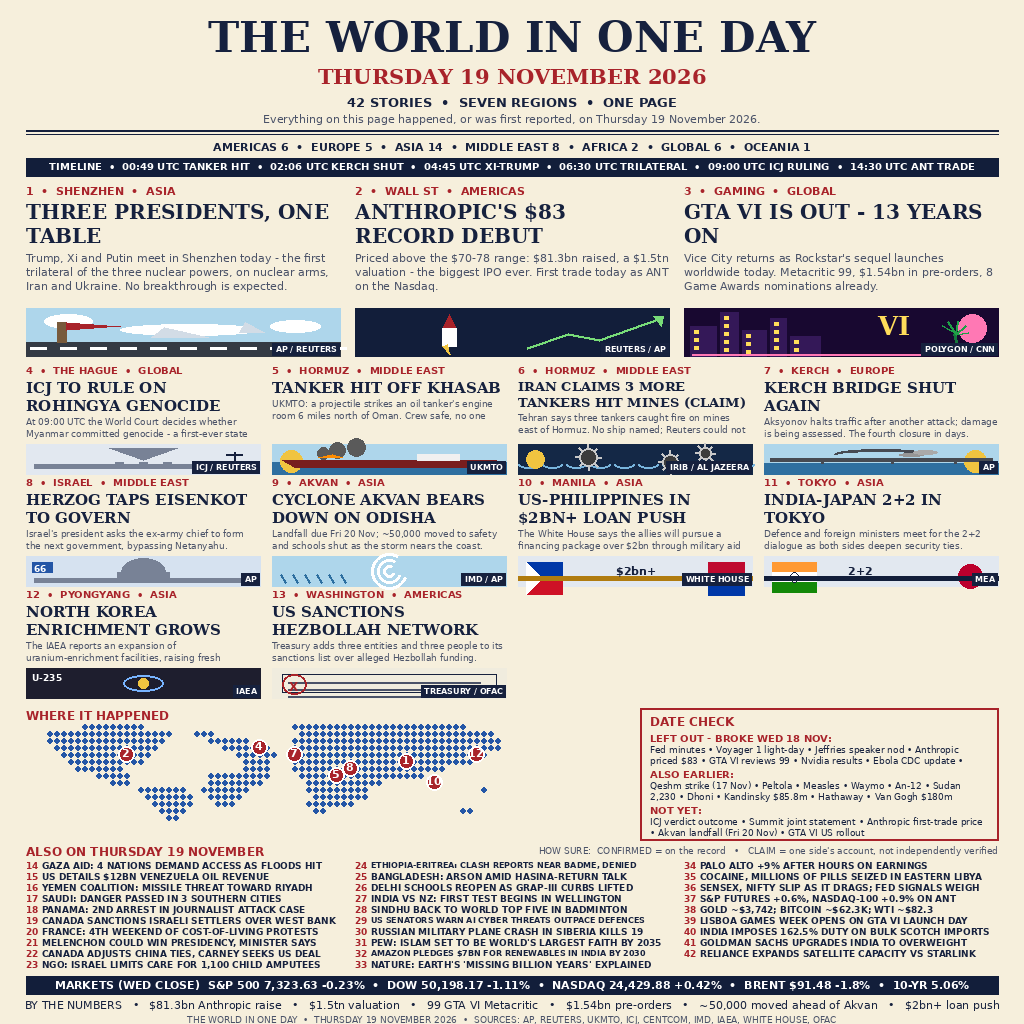 THE WORLD IN ONE DAY
THURSDAY 19 NOVEMBER 2026
42 STORIES • SEVEN REGIONS • ONE PAGE
Everything on this page happened, or was first reported, on Thursday 19 November 2026.
AMERICAS 6 • EUROPE 5 • ASIA 14 • MIDDLE EAST 8 • AFRICA 2 • GLOBAL 6 • OCEANIA 1
TIMELINE • 00:49 UTC TANKER HIT • 02:06 UTC KERCH SHUT • 04:45 UTC XI-TRUMP • 06:30 UTC TRILATERAL • 09:00 UTC ICJ RULING • 14:30 UTC ANT TRADE
1 • SHENZHEN • ASIA
THREE PRESIDENTS, ONE
TABLE
Trump, Xi and Putin meet in Shenzhen today - the first
trilateral of the three nuclear powers, on nuclear arms,
Iran and Ukraine. No breakthrough is expected.
AP / REUTERS
2 • WALL ST • AMERICAS
ANTHROPIC'S $83
RECORD DEBUT
Priced above the $70-78 range: $81.3bn raised, a $1.5tn
valuation - the biggest IPO ever. First trade today as ANT
on the Nasdaq.
REUTERS / AP
3 • GAMING • GLOBAL
GTA VI IS OUT - 13 YEARS
ON
Vice City returns as Rockstar's sequel launches
worldwide today. Metacritic 99, $1.54bn in pre-orders, 8
Game Awards nominations already.
VI
POLYGON / CNN
4 • THE HAGUE • GLOBAL
ICJ TO RULE ON
ROHINGYA GENOCIDE
At 09:00 UTC the World Court decides whether
Myanmar committed genocide - a first-ever state
ICJ / REUTERS
5 • HORMUZ • MIDDLE EAST
TANKER HIT OFF KHASAB
UKMTO: a projectile strikes an oil tanker's engine
room 6 miles north of Oman. Crew safe, no one
UKMTO
6 • HORMUZ • MIDDLE EAST
IRAN CLAIMS 3 MORE
TANKERS HIT MINES (CLAIM)
Tehran says three tankers caught fire on mines
east of Hormuz. No ship named; Reuters could not
IRIB / AL JAZEERA
7 • KERCH • EUROPE
KERCH BRIDGE SHUT
AGAIN
Aksyonov halts traffic after another attack; damage
is being assessed. The fourth closure in days.
AP
8 • ISRAEL • MIDDLE EAST
HERZOG TAPS EISENKOT
TO GOVERN
Israel's president asks the ex-army chief to form
the next government, bypassing Netanyahu.
66
AP
9 • AKVAN • ASIA
CYCLONE AKVAN BEARS
DOWN ON ODISHA
Landfall due Fri 20 Nov; ~50,000 moved to safety
and schools shut as the storm nears the coast.
IMD / AP
10 • MANILA • ASIA
US-PHILIPPINES IN
$2BN+ LOAN PUSH
The White House says the allies will pursue a
financing package over $2bn through military aid
$2bn+
WHITE HOUSE
11 • TOKYO • ASIA
INDIA-JAPAN 2+2 IN
TOKYO
Defence and foreign ministers meet for the 2+2
dialogue as both sides deepen security ties.
2+2
MEA
12 • PYONGYANG • ASIA
NORTH KOREA
ENRICHMENT GROWS
The IAEA reports an expansion of
uranium-enrichment facilities, raising fresh
U-235
IAEA
13 • WASHINGTON • AMERICAS
US SANCTIONS
HEZBOLLAH NETWORK
Treasury adds three entities and three people to its
sanctions list over alleged Hezbollah funding.
TREASURY / OFAC
WHERE IT HAPPENED
2
4
7
5
8
1
12
10
DATE CHECK
LEFT OUT - BROKE WED 18 NOV:
Fed minutes • Voyager 1 light-day • Jeffries speaker nod • Anthropic
priced $83 • GTA VI reviews 99 • Nvidia results • Ebola CDC update •
ALSO EARLIER:
Qeshm strike (17 Nov) • Peltola • Measles • Waymo • An-12 • Sudan
2,230 • Dhoni • Kandinsky $85.8m • Hathaway • Van Gogh $180m
NOT YET:
ICJ verdict outcome • Summit joint statement • Anthropic first-trade price
• Akvan landfall (Fri 20 Nov) • GTA VI US rollout
ALSO ON THURSDAY 19 NOVEMBER
HOW SURE: CONFIRMED = on the record • CLAIM = one side's account, not independently verified
14 GAZA AID: 4 NATIONS DEMAND ACCESS AS FLOODS HIT
15 US DETAILS $12BN VENEZUELA OIL REVENUE
16 YEMEN COALITION: MISSILE THREAT TOWARD RIYADH
17 SAUDI: DANGER PASSED IN 3 SOUTHERN CITIES
18 PANAMA: 2ND ARREST IN JOURNALIST ATTACK CASE
19 CANADA SANCTIONS ISRAELI SETTLERS OVER WEST BANK
20 FRANCE: 4TH WEEKEND OF COST-OF-LIVING PROTESTS
21 MELENCHON COULD WIN PRESIDENCY, MINISTER SAYS
22 CANADA ADJUSTS CHINA TIES, CARNEY SEEKS US DEAL
23 NGO: ISRAEL LIMITS CARE FOR 1,100 CHILD AMPUTEES
24 ETHIOPIA-ERITREA: CLASH REPORTS NEAR BADME, DENIED
25 BANGLADESH: ARSON AMID HASINA-RETURN TALK
26 DELHI SCHOOLS REOPEN AS GRAP-III CURBS LIFTED
27 INDIA VS NZ: FIRST TEST BEGINS IN WELLINGTON
28 SINDHU BACK TO WORLD TOP FIVE IN BADMINTON
29 US SENATORS WARN AI CYBER THREATS OUTPACE DEFENCES
30 RUSSIAN MILITARY PLANE CRASH IN SIBERIA KILLS 19
31 PEW: ISLAM SET TO BE WORLD'S LARGEST FAITH BY 2035
32 AMAZON PLEDGES $7BN FOR RENEWABLES IN INDIA BY 2030
33 NATURE: EARTH'S 'MISSING BILLION YEARS' EXPLAINED
34 PALO ALTO +9% AFTER HOURS ON EARNINGS
35 COCAINE, MILLIONS OF PILLS SEIZED IN EASTERN LIBYA
36 SENSEX, NIFTY SLIP AS IT DRAGS; FED SIGNALS WEIGH
37 S&P FUTURES +0.6%, NASDAQ-100 +0.9% ON ANT
38 GOLD ~$3,742; BITCOIN ~$62.3K; WTI ~$82.3
39 LISBOA GAMES WEEK OPENS ON GTA VI LAUNCH DAY
40 INDIA IMPOSES 162.5% DUTY ON BULK SCOTCH IMPORTS
41 GOLDMAN SACHS UPGRADES INDIA TO OVERWEIGHT
42 RELIANCE EXPANDS SATELLITE CAPACITY VS STARLINK
MARKETS (WED CLOSE) S&P 500 7,323.63 -0.23% • DOW 50,198.17 -1.11% • NASDAQ 24,429.88 +0.42% • BRENT $91.48 -1.8% • 10-YR 5.06%
BY THE NUMBERS • $81.3bn Anthropic raise • $1.5tn valuation • 99 GTA VI Metacritic • $1.54bn pre-orders • ~50,000 moved ahead of Akvan • $2bn+ loan push
THE WORLD IN ONE DAY • THURSDAY 19 NOVEMBER 2026 • SOURCES: AP, REUTERS, UKMTO, ICJ, CENTCOM, IMD, IAEA, WHITE HOUSE, OFAC